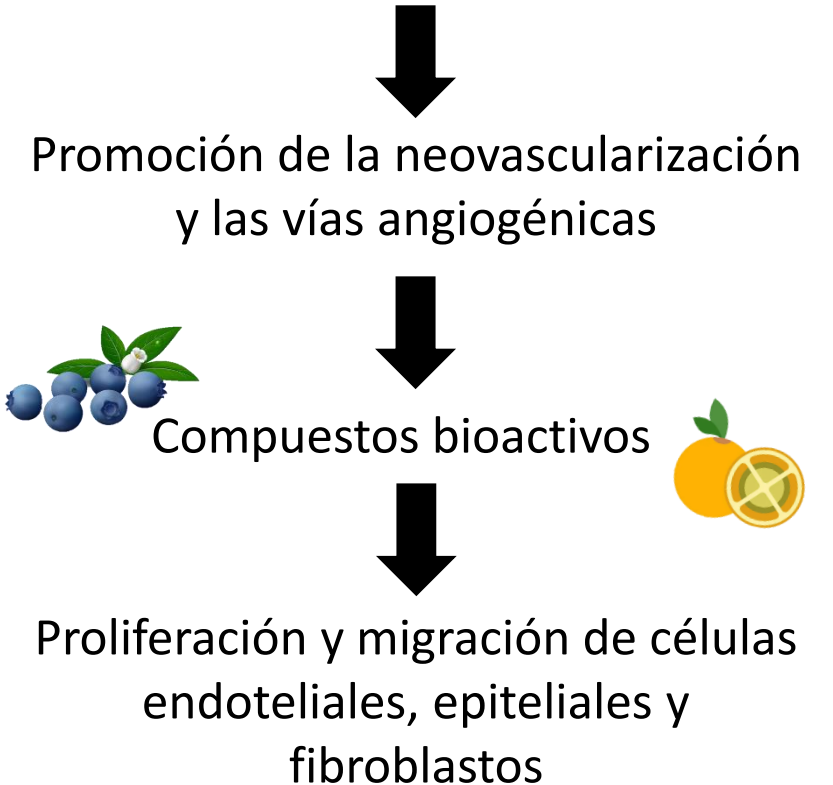 Promoción de la neovascularización
y las vías angiogénicas
Compuestos bioactivos
Proliferación y migración de células
endoteliales, epiteliales y
fibroblastos